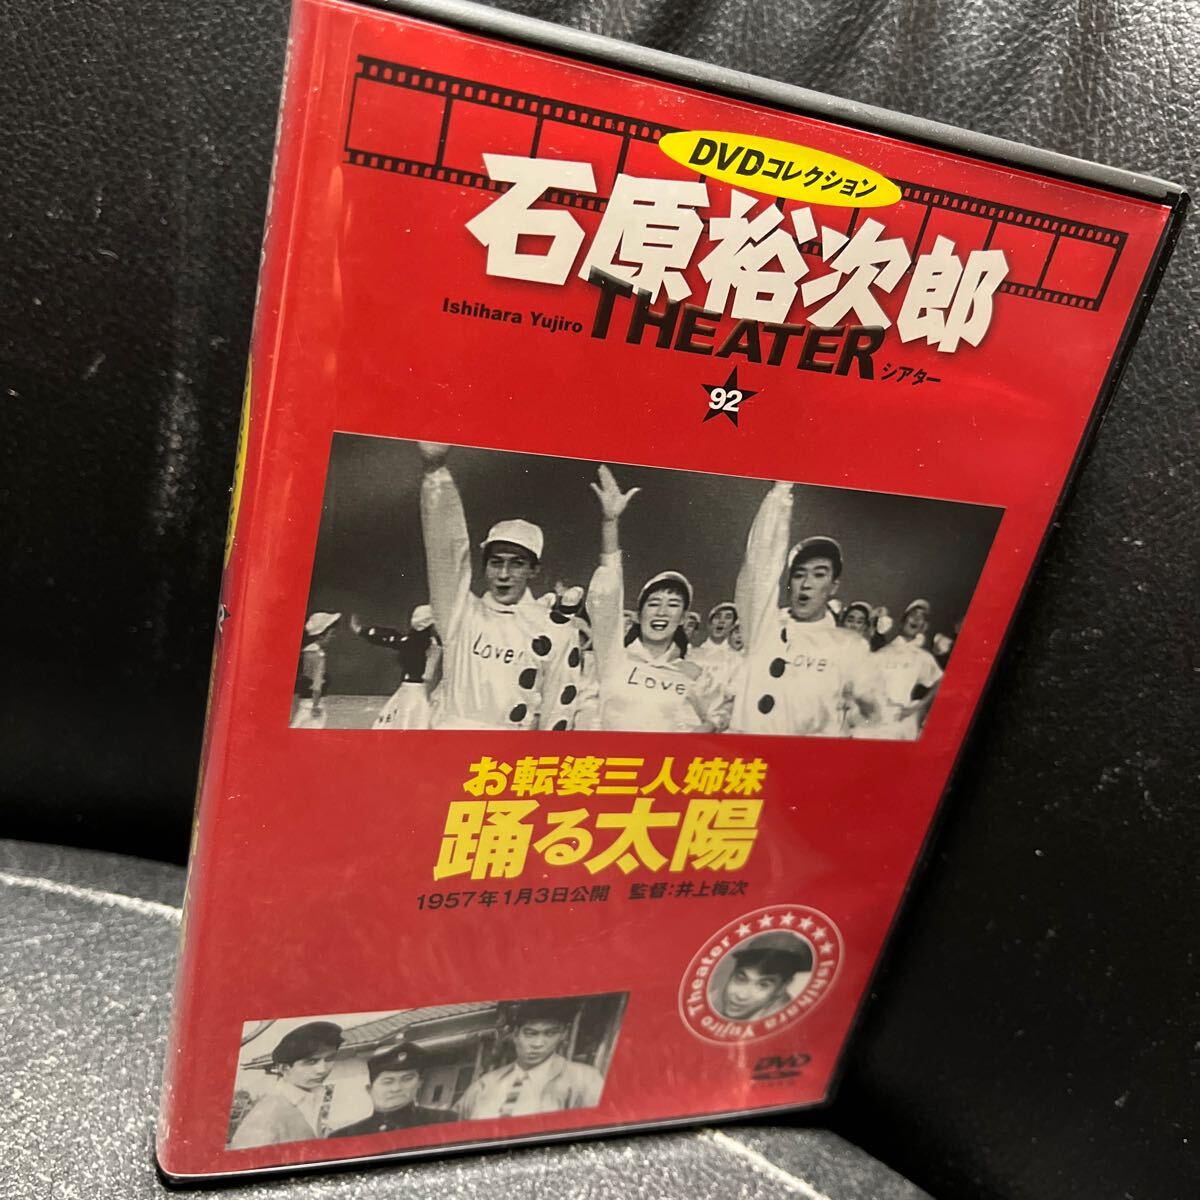 DVDコレクション
石原裕次郎
Ishihara Yujiro THEATER シアター
92
Love!
Love
Love!
お転婆三人姉妹
踊る太陽
1957年1月3日公開 監督:井上梅次
Ishihara Yujiro Theater
DVD